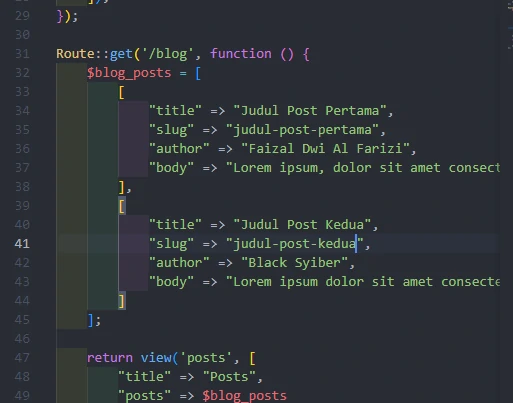 28
29 });
30
31 Route::get('/blog', function () {
32 $blog_posts = [
33 [
34 "title" => "Judul Post Pertama",
35 "slug" => "judul-post-pertama",
36 "author" => "Faizal Dwi Al Farizi",
37 "body" => "Lorem ipsum, dolor sit amet consect
38 ],
39 [
40 "title" => "Judul Post Kedua",
41 "slug" => "judul-post-kedua",
42 "author" => "Black Syiber",
43 "body" => "Lorem ipsum dolor sit amet consecte
44 ]
45 ];
46
47 return view('posts', [
48 "title" => "Posts",
49 "posts" => $blog_posts